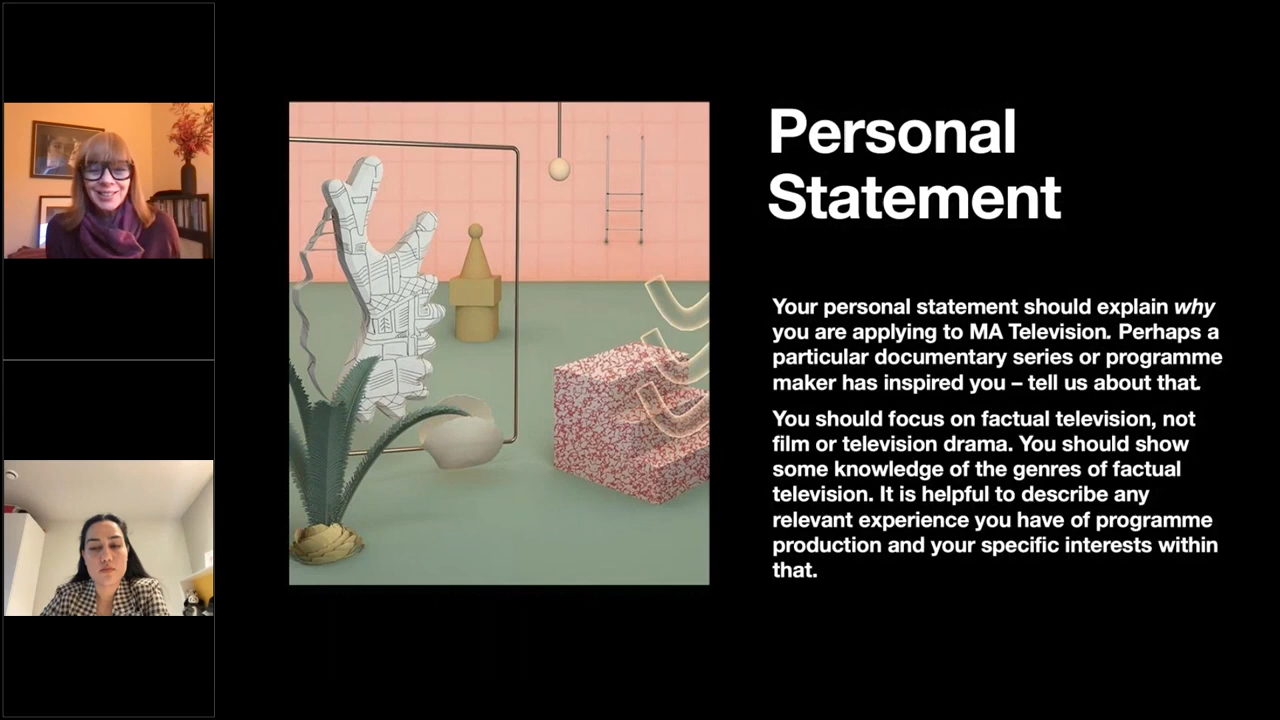 Personal
Statement
Your personal statement should explain why
you are applying to MA Television. Perhaps a
particular documentary series or programme
maker has inspired you – tell us about that.
You should focus on factual television, not
film or television drama. You should show
some knowledge of the genres of factual
television. It is helpful to describe any
relevant experience you have of programme
production and your specific interests within
that.